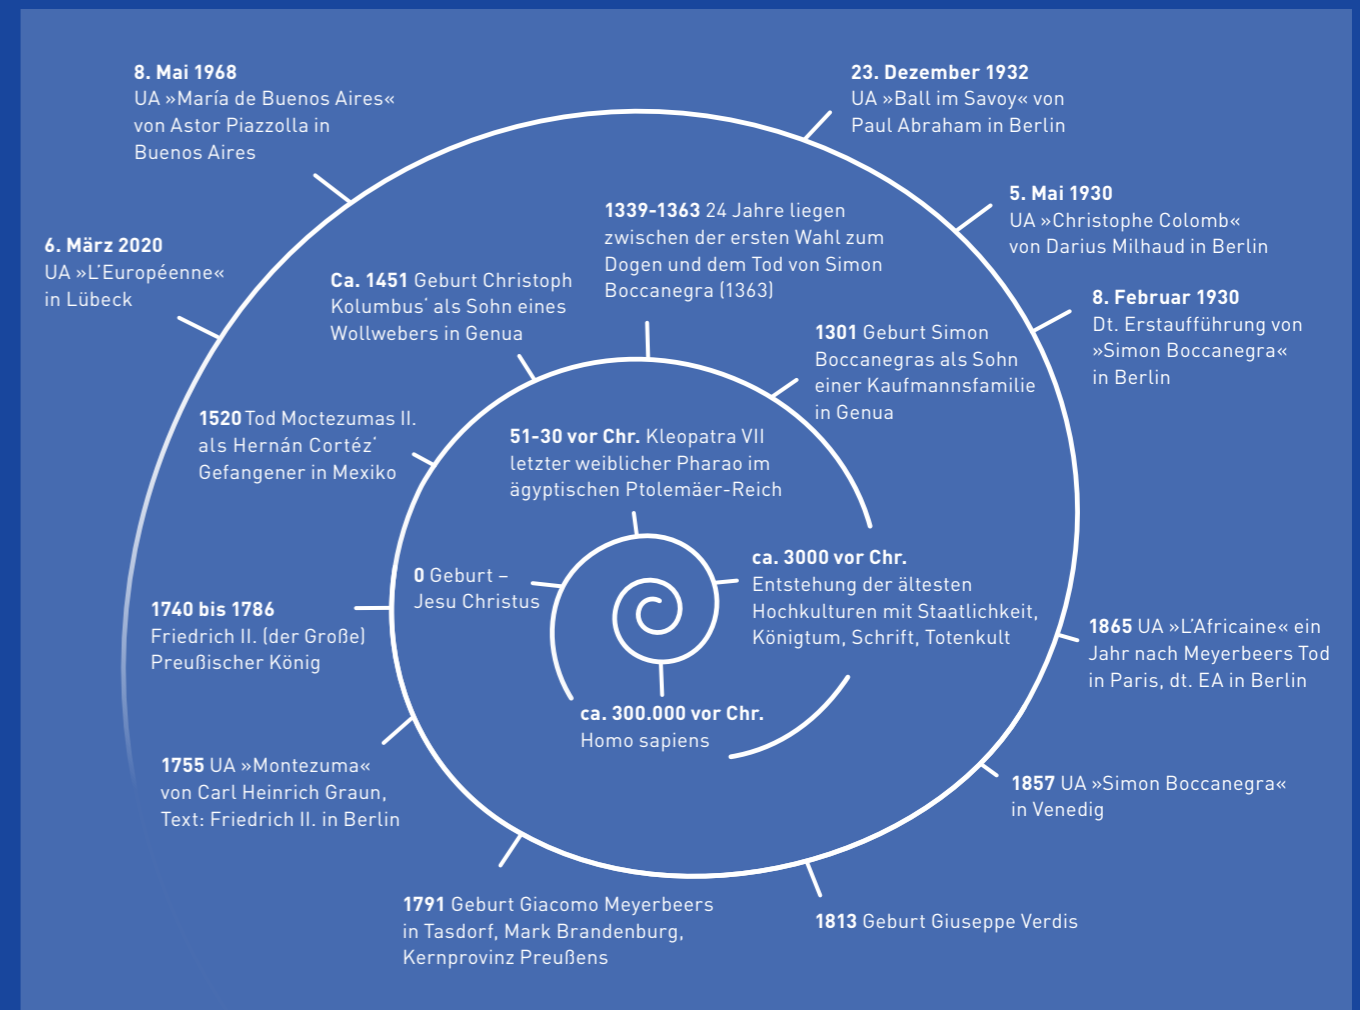 8. Mai 1968
UA »María de Buenos Aires«
von Astor Piazzolla in
Buenos Aires
23. Dezember 1932
UA »Ball im Savoy« von
Paul Abraham in Berlin
5. Mai 1930
UA »Christophe Colomb«
von Darius Milhaud in Berlin
6. März 2020
UA »L'Européenne«
in Lübeck
1339-1363 24 Jahre liegen
zwischen der ersten Wahl zum
Dogen und dem Tod von Simon
Boccanegra (1363)
Ca. 1451 Geburt Christoph
Kolumbus' als Sohn eines
Wollwebers in Genua
8. Februar 1930
Dt. Erstaufführung von
»Simon Boccanegra«
in Berlin
1301 Geburt Simon
Boccanegras als Sohn
einer Kaufmannsfamilie
in Genua
1520 Tod Moctezumas II.
als Hernán Cortéz'
Gefangener in Mexiko
51-30 vor Chr. Kleopatra VII
letzter weiblicher Pharao im
ägyptischen Ptolemäer-Reich
0 Geburt –
Jesu Christus
ca. 3000 vor Chr.
Entstehung der ältesten
Hochkulturen mit Staatlichkeit,
Königtum, Schrift, Totenkult
1740 bis 1786
Friedrich II. (der Große)
Preußischer König
1865 UA »L'Africaine« ein
Jahr nach Meyerbeers Tod
in Paris, dt. EA in Berlin
ca. 300.000 vor Chr.
Homo sapiens
1755 UA »Montezuma«
von Carl Heinrich Graun,
Text: Friedrich II. in Berlin
1857 UA »Simon Boccanegra«
in Venedig
1791 Geburt Giacomo Meyerbeers
in Tasdorf, Mark Brandenburg,
Kernprovinz Preußens
1813 Geburt Giuseppe Verdis